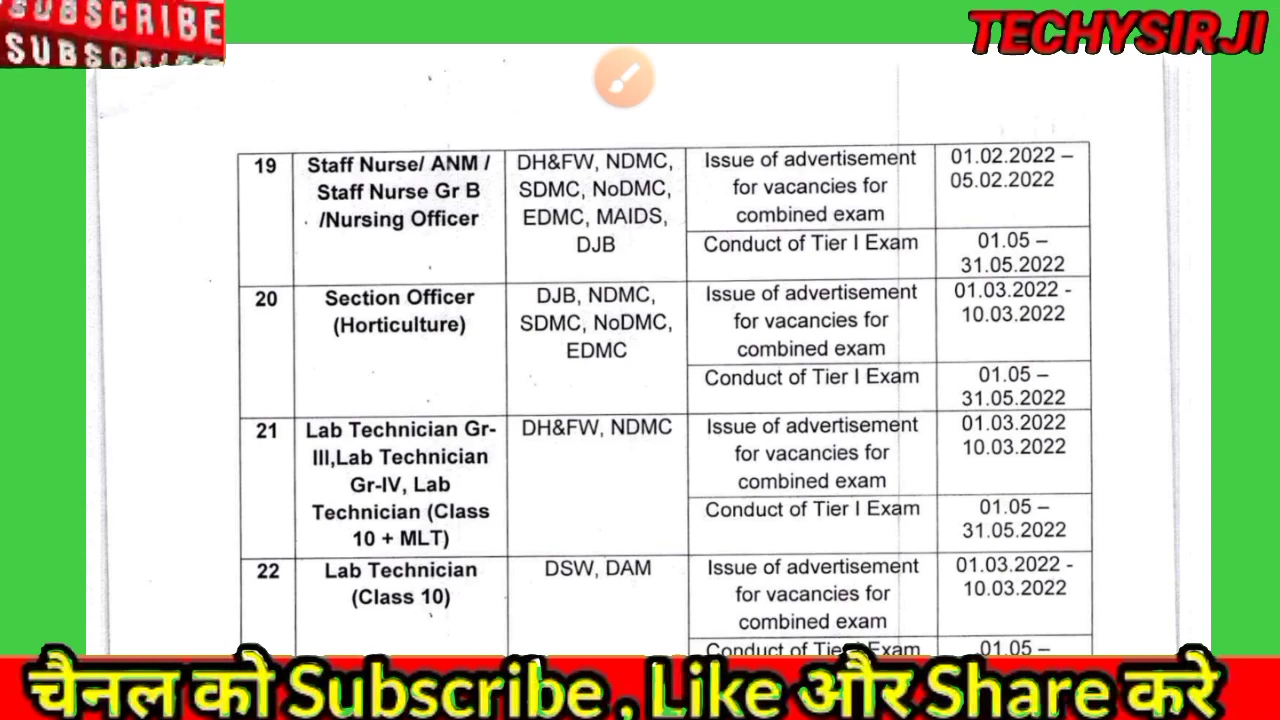 SUBSCRIBE
SUBSCRIBE
TECHYSIRJI
19
Staff Nurse/ ANM /
Staff Nurse Gr B
/Nursing Officer
DH&FW, NDMC,
SDMC, NoDMC,
EDMC, MAIDS,
DJB
Issue of advertisement
for vacancies for
combined exam
01.02.2022 –
05.02.2022
Conduct of Tier I Exam
01.05 –
31.05.2022
20
Section Officer
(Horticulture)
DJB, NDMC,
SDMC, NoDMC,
EDMC
Issue of advertisement
for vacancies for
combined exam
01.03.2022 -
10.03.2022
Conduct of Tier I Exam
01.05 –
31.05.2022
21
Lab Technician Gr-
III,Lab Technician
Gr-IV, Lab
Technician (Class
10 + MLT)
DH&FW, NDMC
Issue of advertisement
for vacancies for
combined exam
01.03.2022
10.03.2022
Conduct of Tier I Exam
01.05 –
31.05.2022
22
Lab Technician
(Class 10)
DSW, DAM
Issue of advertisement
for vacancies for
combined exam
01.03.2022 -
10.03.2022
Conduct of Tier I Exam
01.05 –
चैनल को Subscribe , Like और Share करे